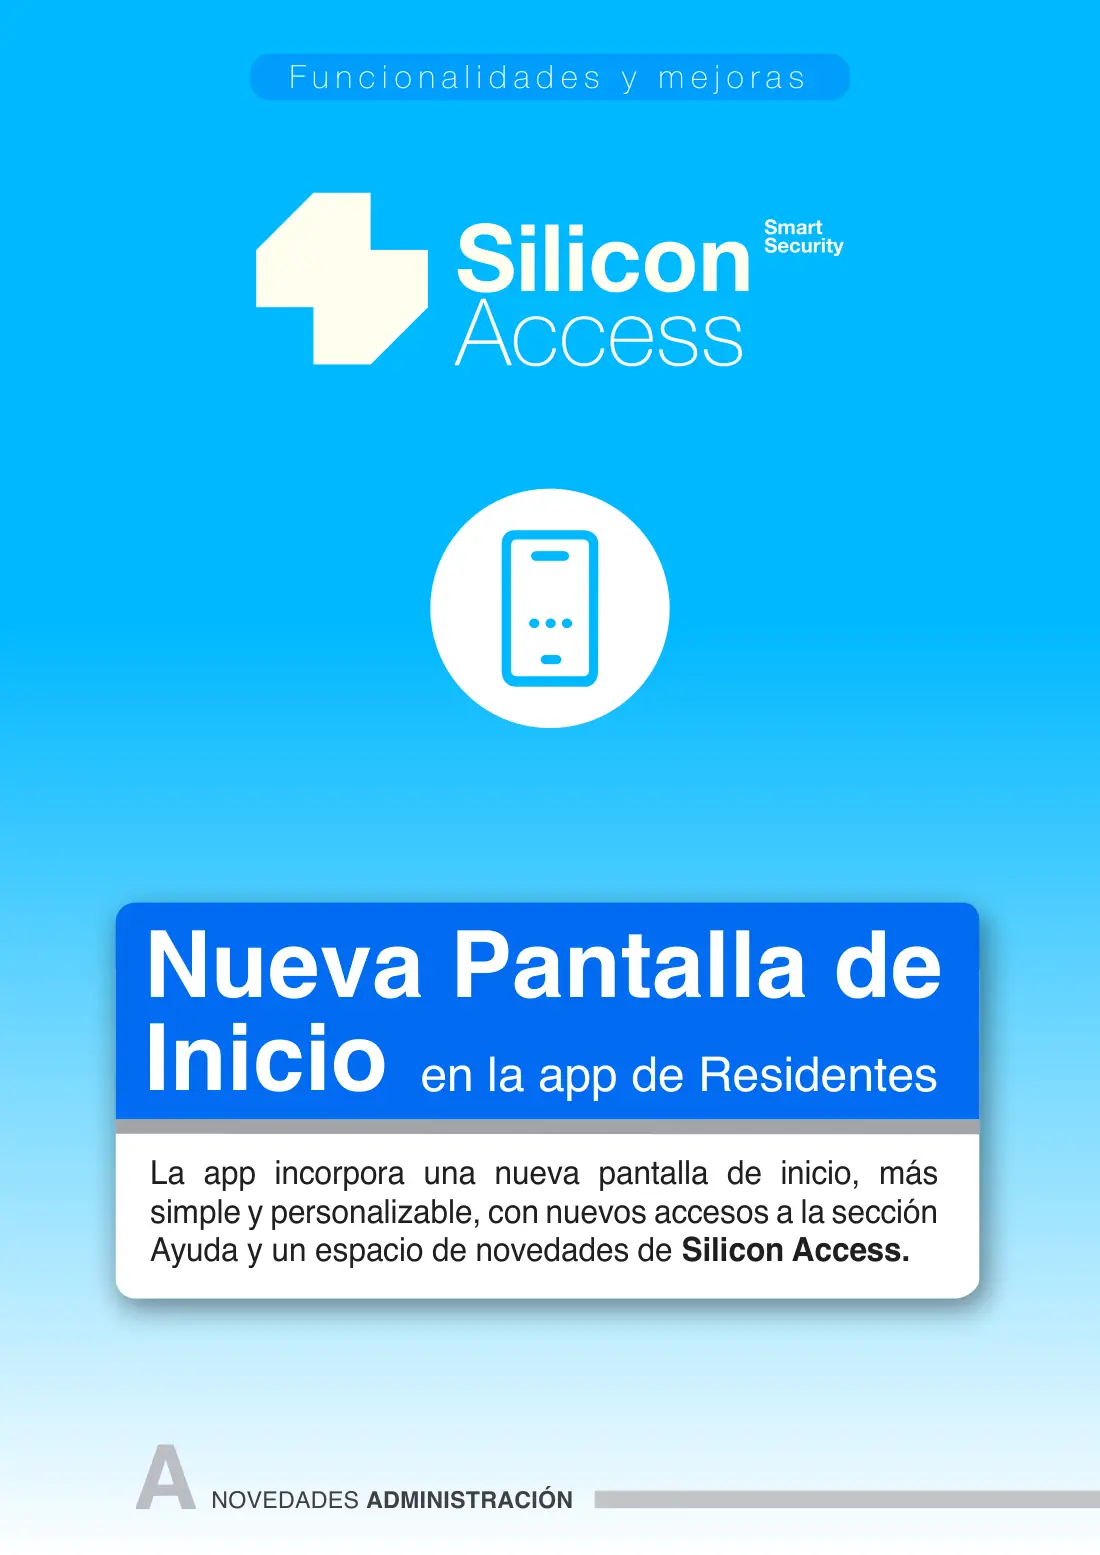 Funcionalidades y mejoras
Silicon
Access
Smart
Security
Nueva Pantalla de
Inicio en la app de Residentes
La app incorpora una nueva pantalla de inicio, más
simple y personalizable, con nuevos accesos a la sección
Ayuda y un espacio de novedades de Silicon Access.
A NOVEDADES ADMINISTRACIÓN